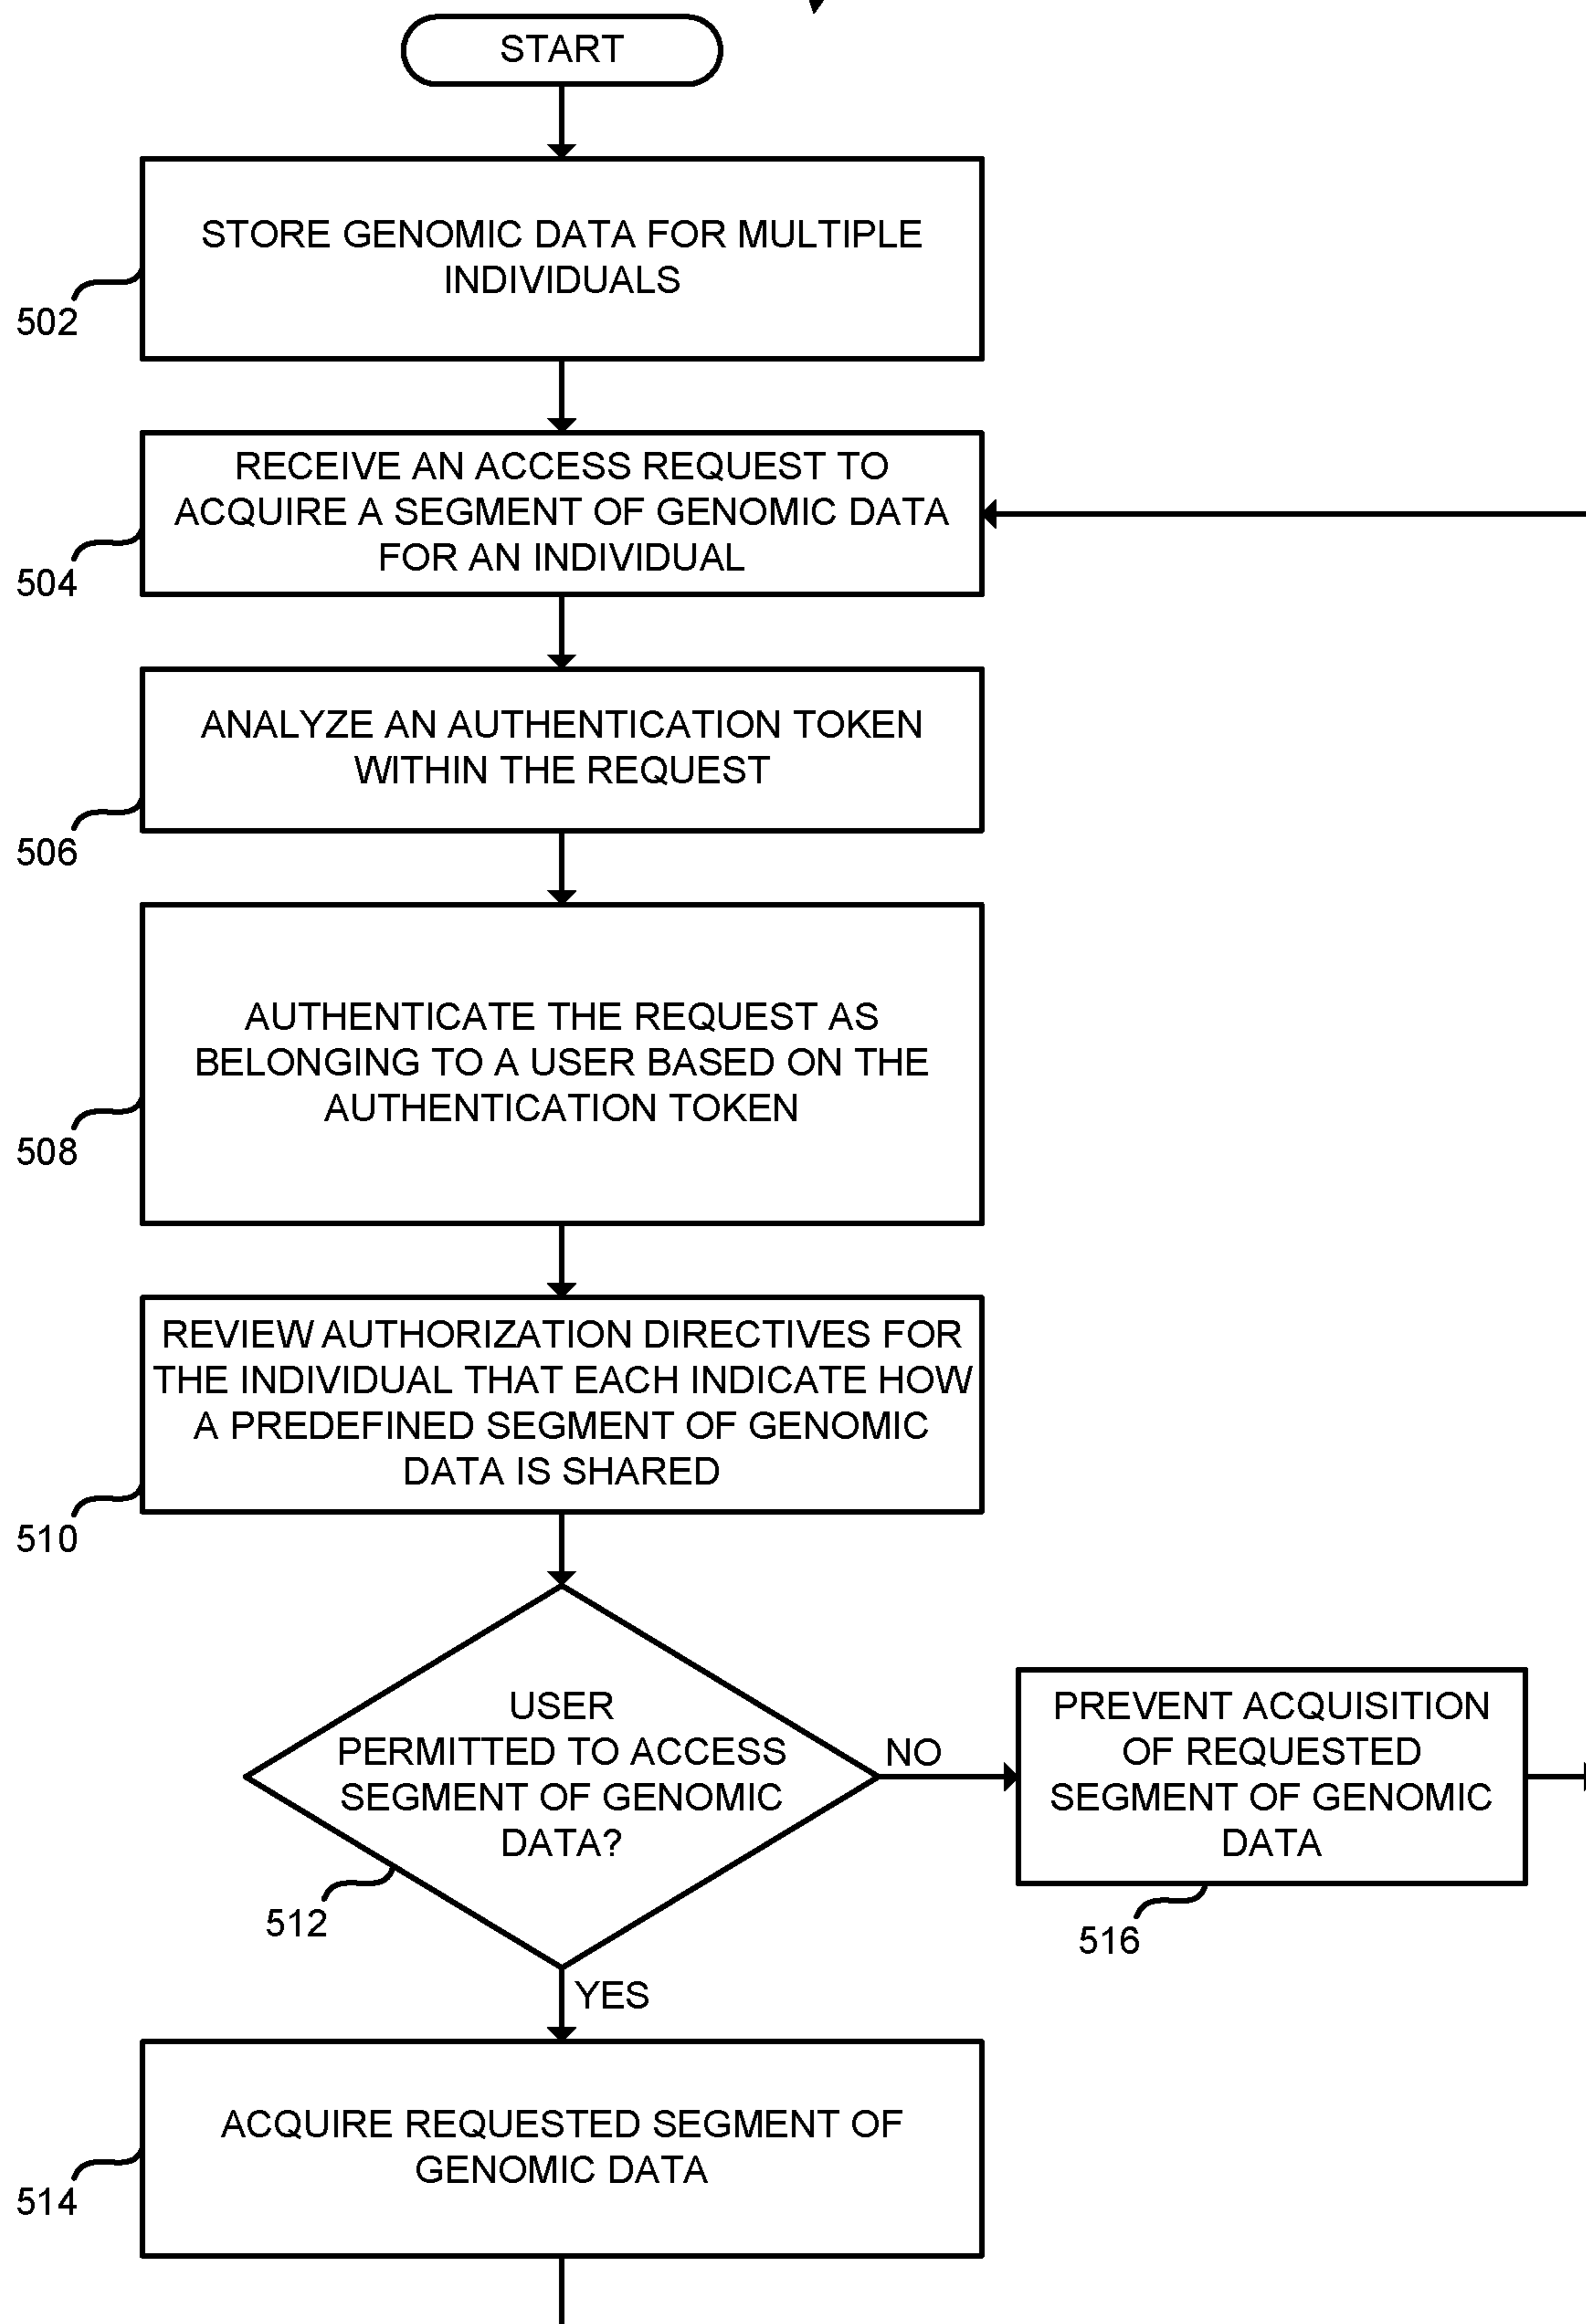 START
STORE GENOMIC DATA FOR MULTIPLE
INDIVIDUALS
502
RECEIVE AN ACCESS REQUEST TO
ACQUIRE A SEGMENT OF GENOMIC DATA
FOR AN INDIVIDUAL
504
ANALYZE AN AUTHENTICATION TOKEN
WITHIN THE REQUEST
506
AUTHENTICATE THE REQUEST AS
BELONGING TO A USER BASED ON THE
AUTHENTICATION TOKEN
508
REVIEW AUTHORIZATION DIRECTIVES FOR
THE INDIVIDUAL THAT EACH INDICATE HOW
A PREDEFINED SEGMENT OF GENOMIC
DATA IS SHARED
510
USER
PERMITTED TO ACCESS
SEGMENT OF GENOMIC
DATA?
512
NO
PREVENT ACQUISITION
OF REQUESTED
SEGMENT OF GENOMIC
DATA
516
YES
ACQUIRE REQUESTED SEGMENT OF
GENOMIC DATA
514